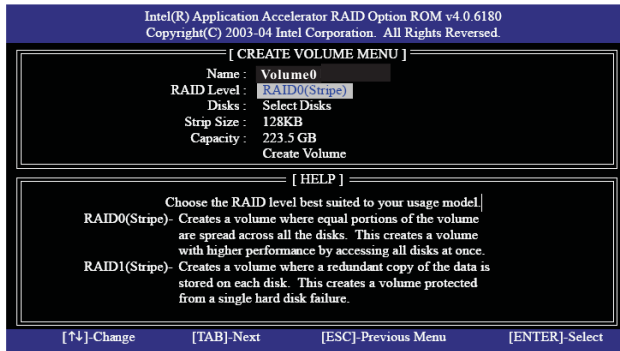 Intel(R) Application Accelerator RAID Option ROM v4.0.6180
Copyright(C) 2003-04 Intel Corporation.  All Rights Reserved.
[ CREATE VOLUME MENU ]
Name : Volume0
RAID Level : RAID0(Stripe)
Disks : Select Disks
Strip Size : 128KB
Capacity : 223.5 GB
Create Volume
[ HELP ]
Choose the RAID level best suited to your usage model.
RAID0(Stripe)- Creates a volume where equal portions of the volume
are spread across all the disks.  This creates a volume
with higher performance by accessing all disks at once.
RAID1(Stripe)- Creates a volume where a redundant copy of the data is
stored on each disk.  This creates a volume protected
from a single hard disk failure.
[↑↓]-Change [TAB]-Next [ESC]-Previous Menu [ENTER]-Select